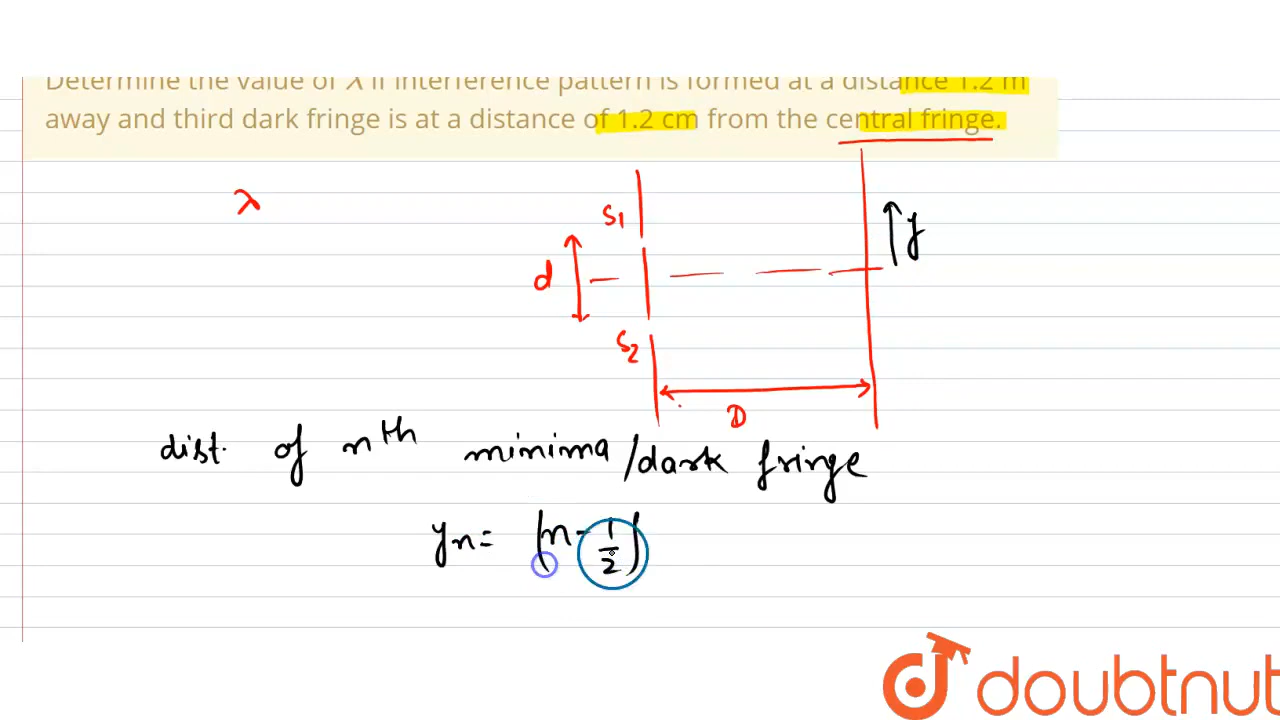 Determine the value of λ if interference pattern is formed at a distance 1.2 m
away and third dark fringe is at a distance of 1.2 cm from the central fringe.
λ
S1
y
d
S2
D
dist. of nth minima/dark fringe
yn = (n - 1/2)
doubtnut